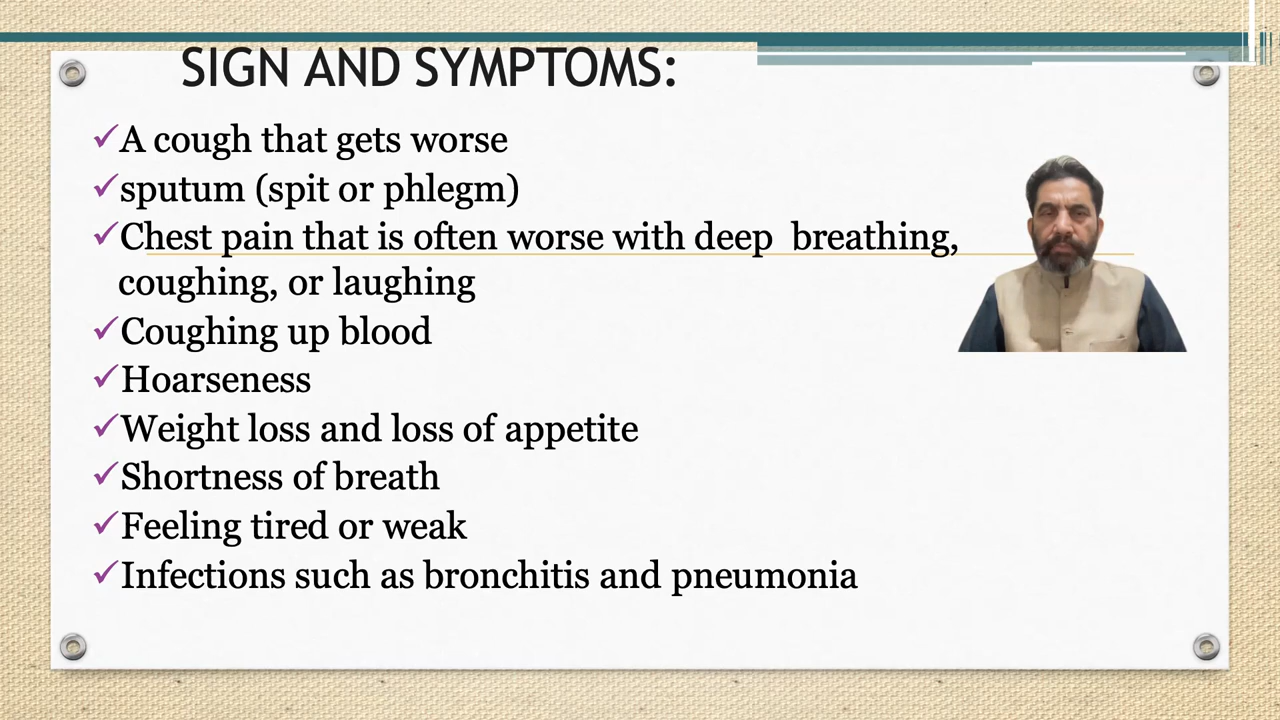 SIGN AND SYMPTOMS:
A cough that gets worse
sputum (spit or phlegm)
Chest pain that is often worse with deep  breathing,
coughing, or laughing
Coughing up blood
Hoarseness
Weight loss and loss of appetite
Shortness of breath
Feeling tired or weak
Infections such as bronchitis and pneumonia